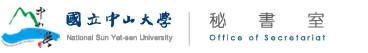 國立中山大學
National Sun Yat-sen University
秘書室
Office of Secretariat